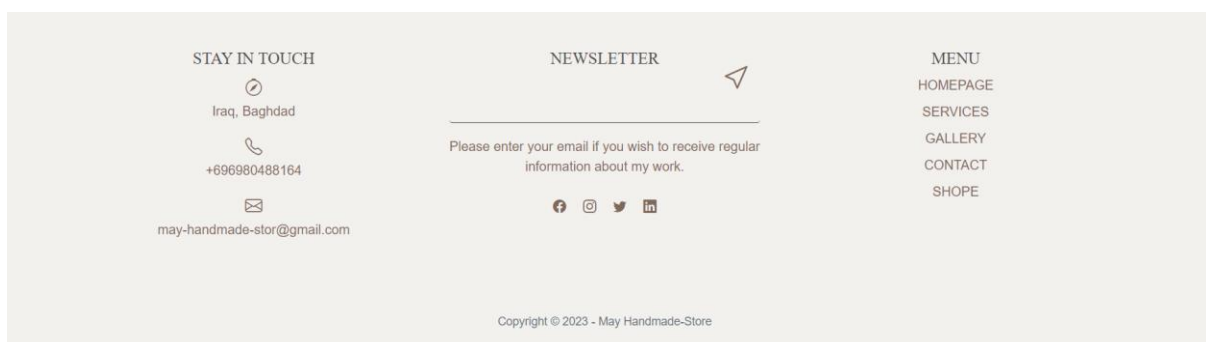 STAY IN TOUCH
Iraq, Baghdad
+696980488164
may-handmade-stor@gmail.com
NEWSLETTER
Please enter your email if you wish to receive regular
information about my work.
MENU
HOMEPAGE
SERVICES
GALLERY
CONTACT
SHOPE
Copyright © 2023 - May Handmade-Store